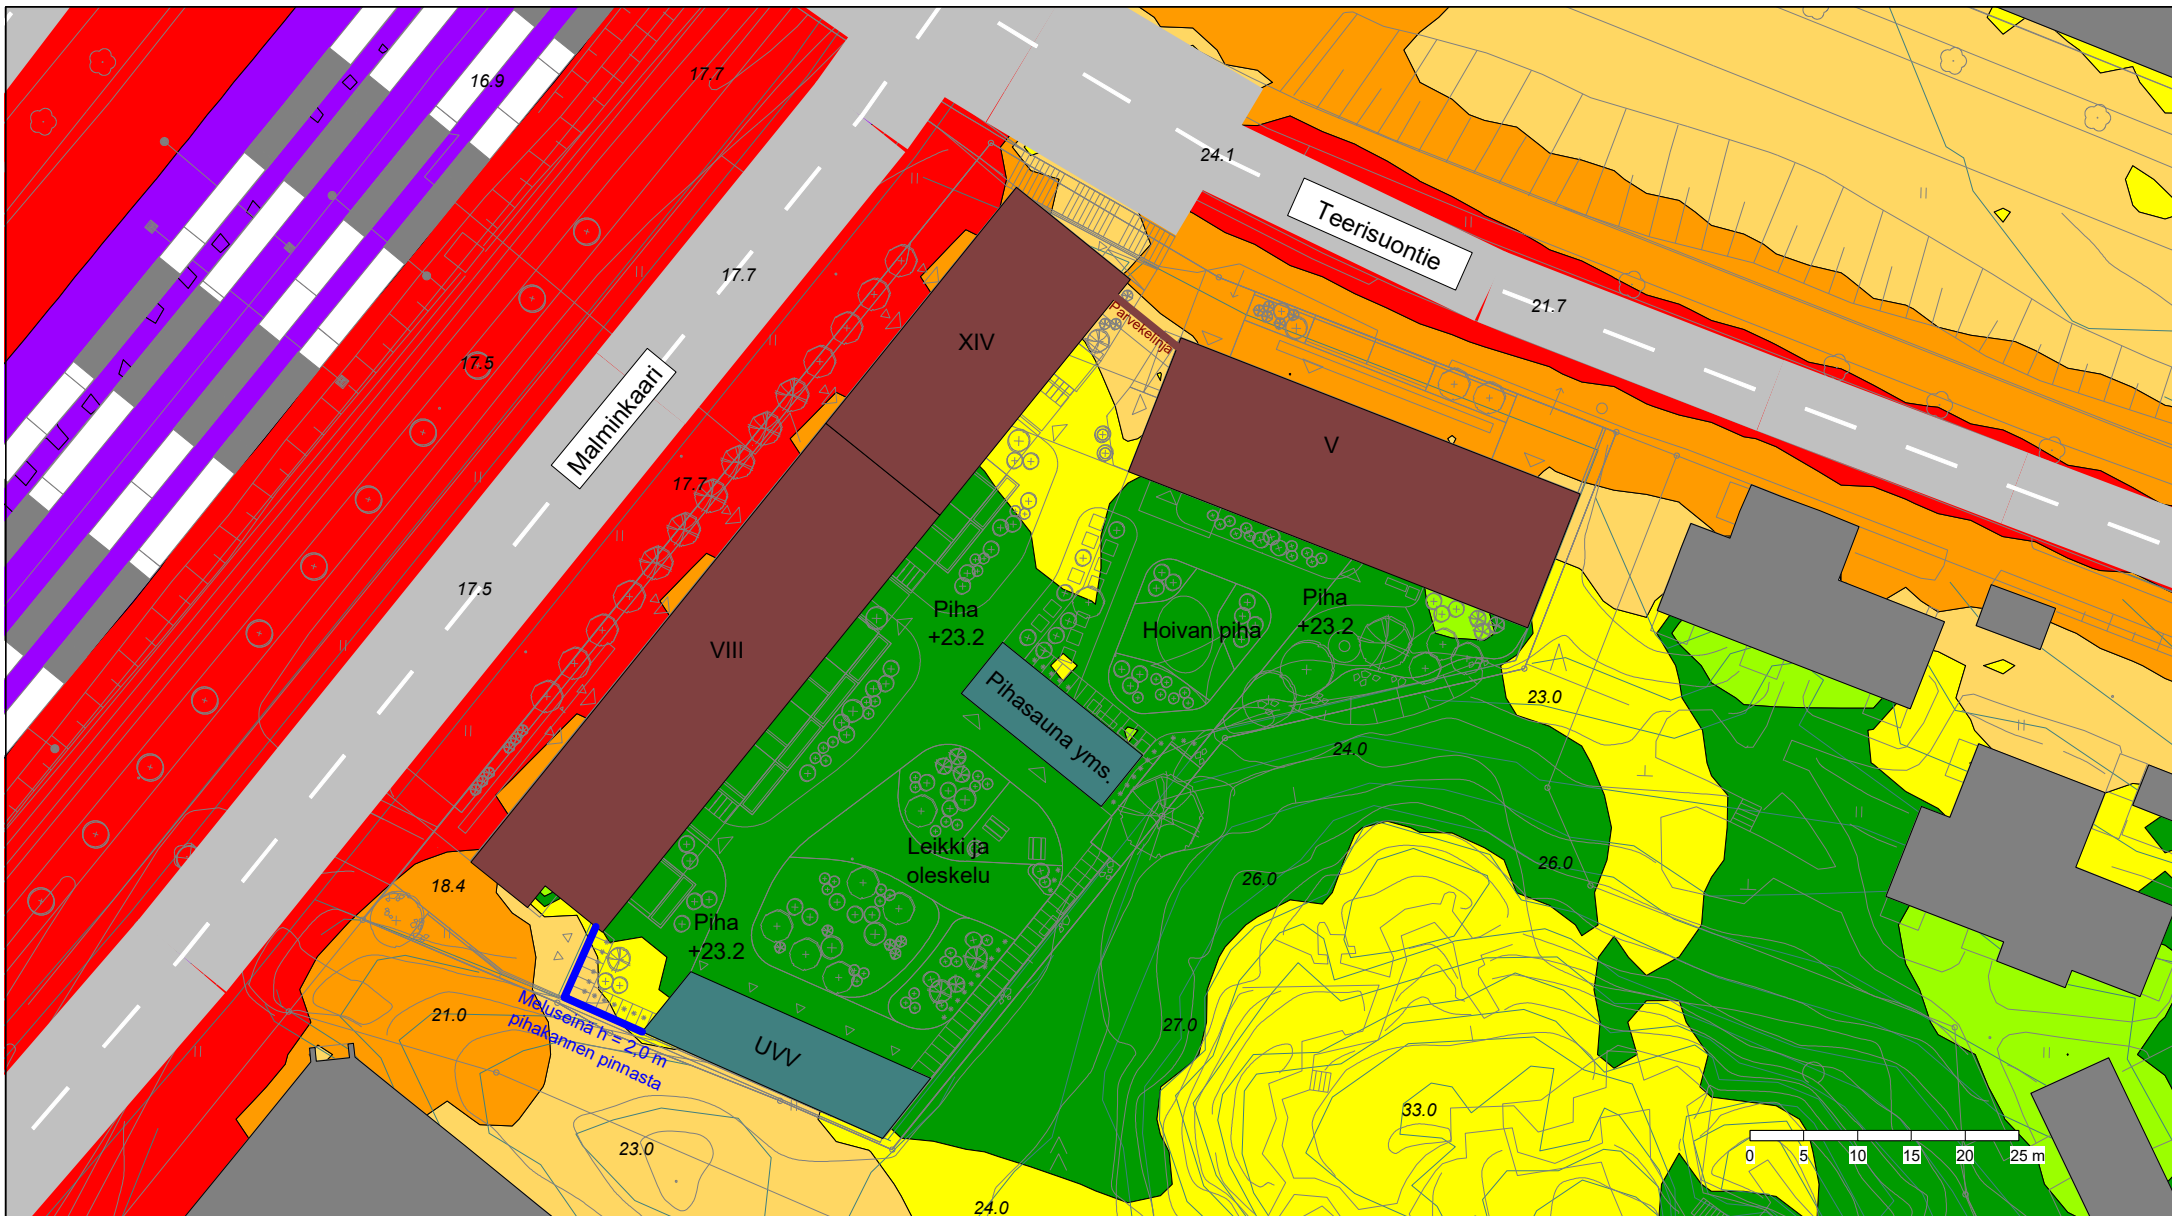 16.9
17.7
24.1
Teerisuontie
17.7
21.7
XIV
Parvekelinja
17.5
Malminkaari
V
17.7
17.5
Piha
+23.2
Piha
+23.2
Hoivan piha
VIII
Pihasauna yms.
23.0
24.0
Leikki ja
oleskelu
26.0
26.0
18.4
Piha
+23.2
21.0
Meluseinä h = 2,0 m
pihakannen pinnasta
27.0
UVV
33.0
23.0
0 5 10 15 20 25 m
24.0